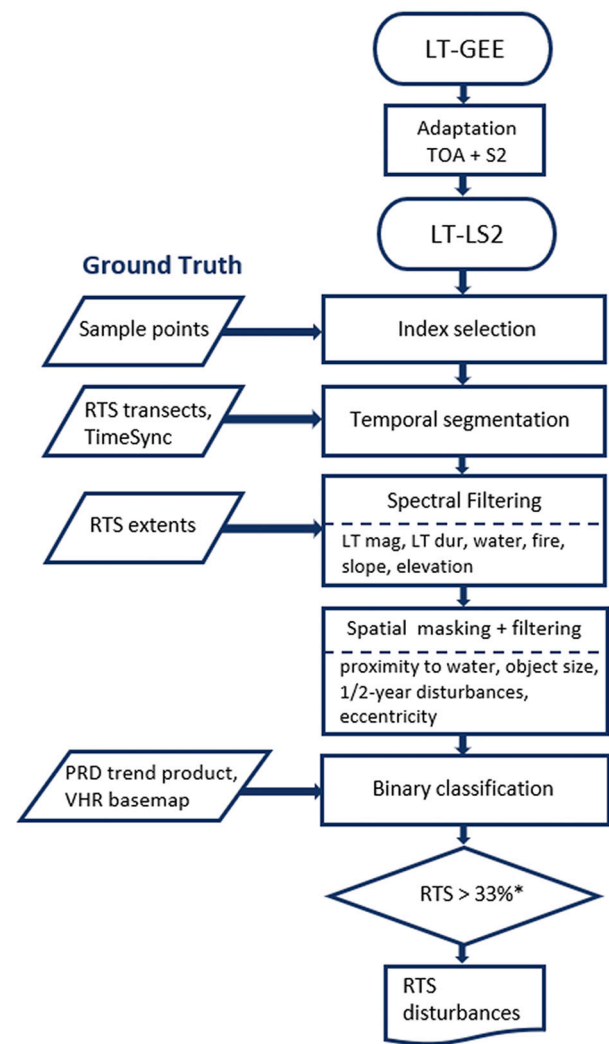 LT-GEE
Adaptation
TOA + S2
LT-LS2
Ground Truth
Sample points
Index selection
RTS transects,
TimeSync
Temporal segmentation
RTS extents
Spectral Filtering
LT mag, LT dur, water, fire,
slope, elevation
Spatial masking + filtering
proximity to water, object size,
1/2-year disturbances,
eccentricity
PRD trend product,
VHR basemap
Binary classification
RTS > 33%*
RTS
disturbances